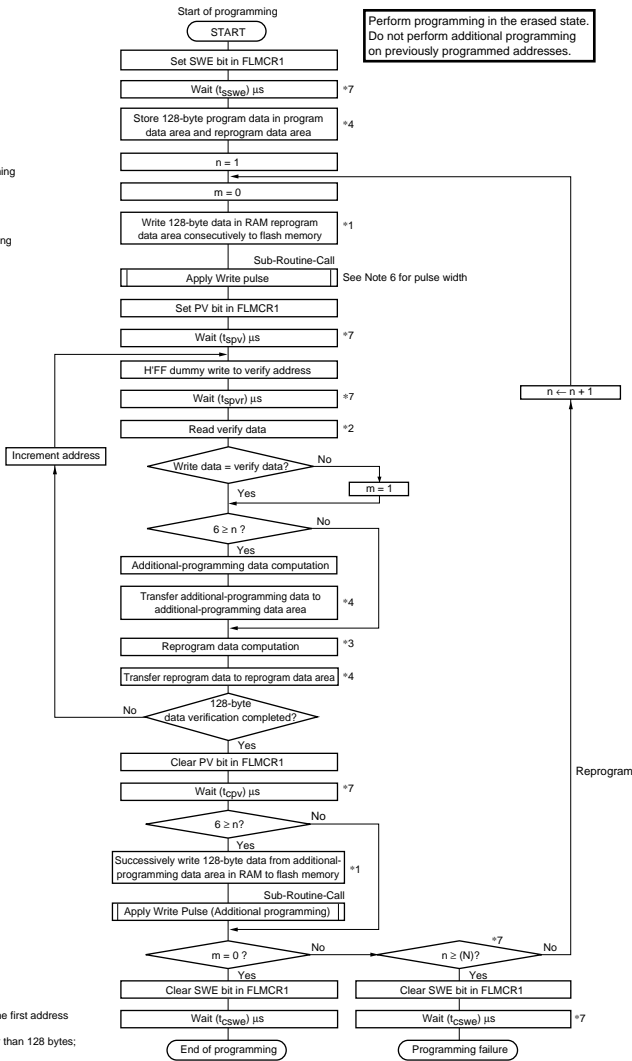 Start of programming
START
Perform programming in the erased state.
Do not perform additional programming
on previously programmed addresses.
Set SWE bit in FLMCR1
Wait (tsswe) μs
*7
Store 128-byte program data in program
data area and reprogram data area
*4
n = 1
ing
m = 0
Write 128-byte data in RAM reprogram
data area consecutively to flash memory
*1
ng
Sub-Routine-Call
Apply Write pulse
See Note 6 for pulse width
Set PV bit in FLMCR1
Wait (tspv) μs
*7
H'FF dummy write to verify address
n ← n + 1
Wait (tspvr) μs
*7
Read verify data
*2
Increment address
Write data = verify data?
No
m = 1
Yes
6 ≥ n ?
No
Yes
Additional-programming data computation
Transfer additional-programming data to
additional-programming data area
*4
Reprogram data computation
*3
Transfer reprogram data to reprogram data area
*4
128-byte
data verification completed?
No
Yes
Clear PV bit in FLMCR1
Reprogram
Wait (tcpv) μs
*7
6 ≥ n?
No
Yes
Successively write 128-byte data from additional-
programming data area in RAM to flash memory
*1
Sub-Routine-Call
Apply Write Pulse (Additional programming)
m = 0 ?
No
*7
n ≥ (N)?
No
Yes
Yes
Clear SWE bit in FLMCR1
Clear SWE bit in FLMCR1
e first address
Wait (tcswe) μs
Wait (tcswe) μs
*7
than 128 bytes;
End of programming
Programming failure